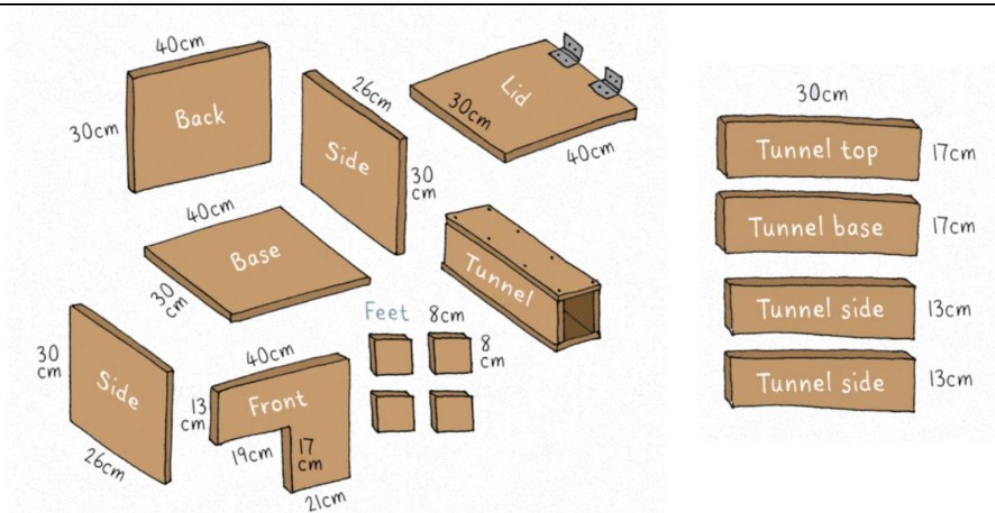 40cm
30cm
Back
26cm
Side
30
cm
Lid
30cm
40cm
40cm
Base
30
cm
Tunnel
Feet
8cm
8
cm
30
cm
Side
26cm
40cm
Front
13
cm
19cm
17
cm
21cm
30cm
Tunnel top
17cm
Tunnel base
17cm
Tunnel side
13cm
Tunnel side
13cm